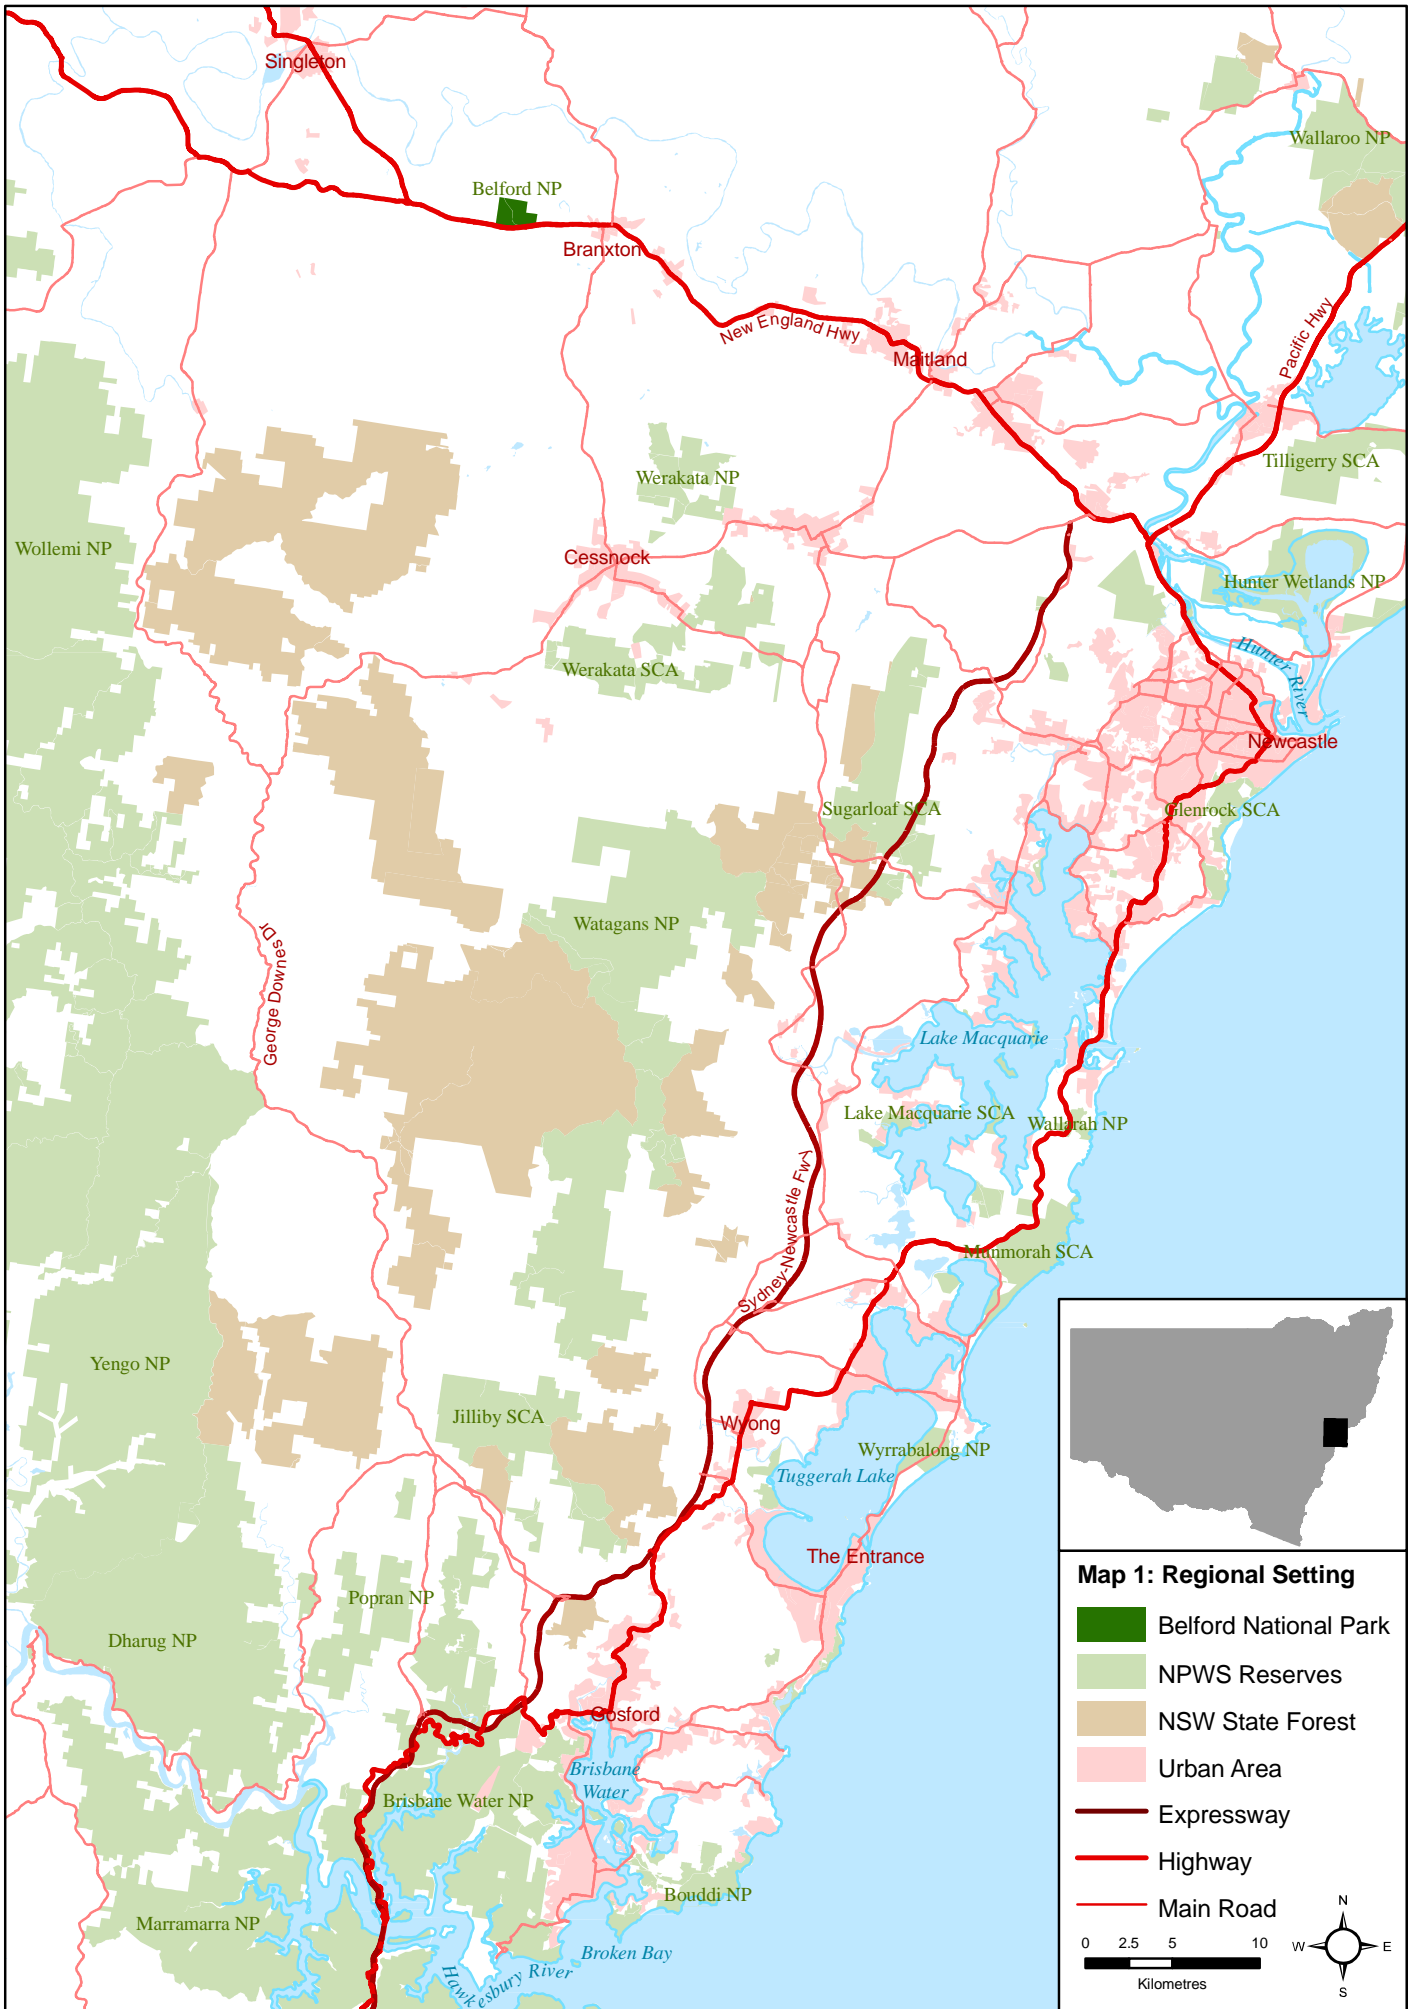 Singleton
Wallaroo NP
Belford NP
Branxton
New England Hwy
Pacific Hwy
Maitland
Tilligerry SCA
Werakata NP
Wollemi NP
Cessnock
Hunter Wetlands NP
Werakata SCA
Hunter River
Newcastle
Sugarloaf SCA
Glenrock SCA
Watagans NP
George Downes Dr
Lake Macquarie
Lake Macquarie SCA
Wallarah NP
Sydney-Newcastle Fwy
Munmorah SCA
Yengo NP
Jilliby SCA
Wyong
Wyrrabalong NP
Tuggerah Lake
The Entrance
Popran NP
Dharug NP
Gosford
Brisbane
Water
Brisbane Water NP
Bouddi NP
Marramarra NP
Broken Bay
Hawkesbury River
Map 1: Regional Setting
Belford National Park
NPWS Reserves
NSW State Forest
Urban Area
Expressway
Highway
Main Road
N
W E
S
0 2.5 5 10
Kilometres